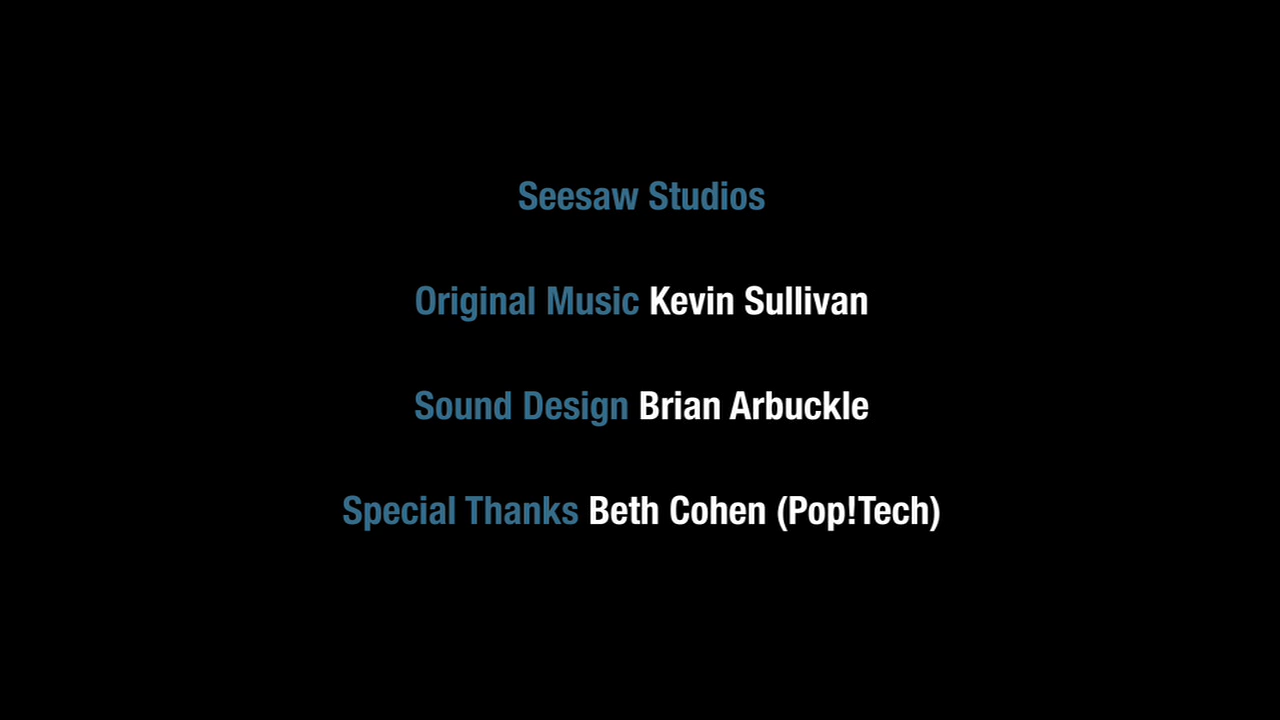 Seesaw Studios
Original Music Kevin Sullivan
Sound Design Brian Arbuckle
Special Thanks Beth Cohen (Pop!Tech)